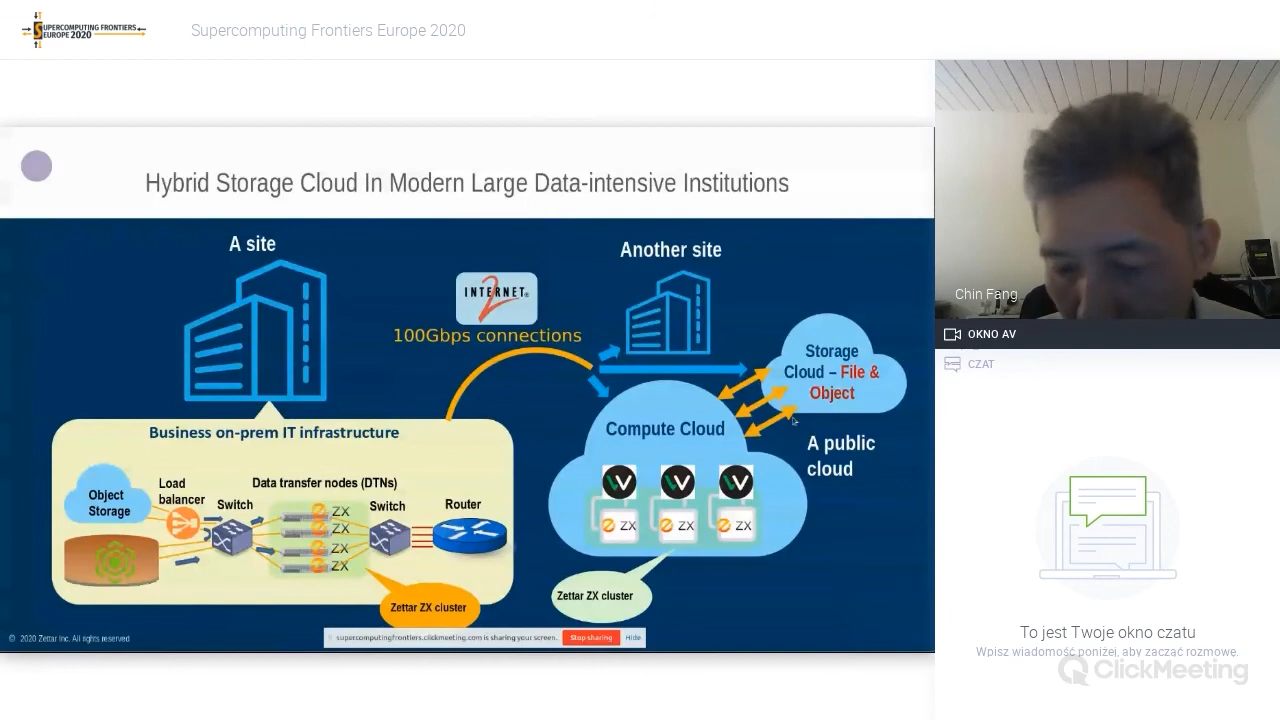 SUPERCOMPUTING FRONTIERS
EUROPE 2020
Supercomputing Frontiers Europe 2020
Hybrid Storage Cloud In Modern Large Data-intensive Institutions
A site
Another site
INTERNET®
2
100Gbps connections
Storage
Cloud – File &
Object
Compute Cloud
A public
cloud
Business on-prem IT infrastructure
Object
Storage
Load
balancer
Switch
Data transfer nodes (DTNs)
Switch
Router
ZX
ZX
ZX
ZX
ZX
ZX
ZX
Zettar ZX cluster
Zettar ZX cluster
© 2020 Zettar Inc. All rights reserved
supercomputingfrontiers.clickmeeting.com is sharing your screen.
Stop sharing
Hide
Chin Fang
OKNO AV
CZAT
To jest Twoje okno czatu
Wpisz wiadomość poniżej, aby zacząć rozmowę.
ClickMeeting